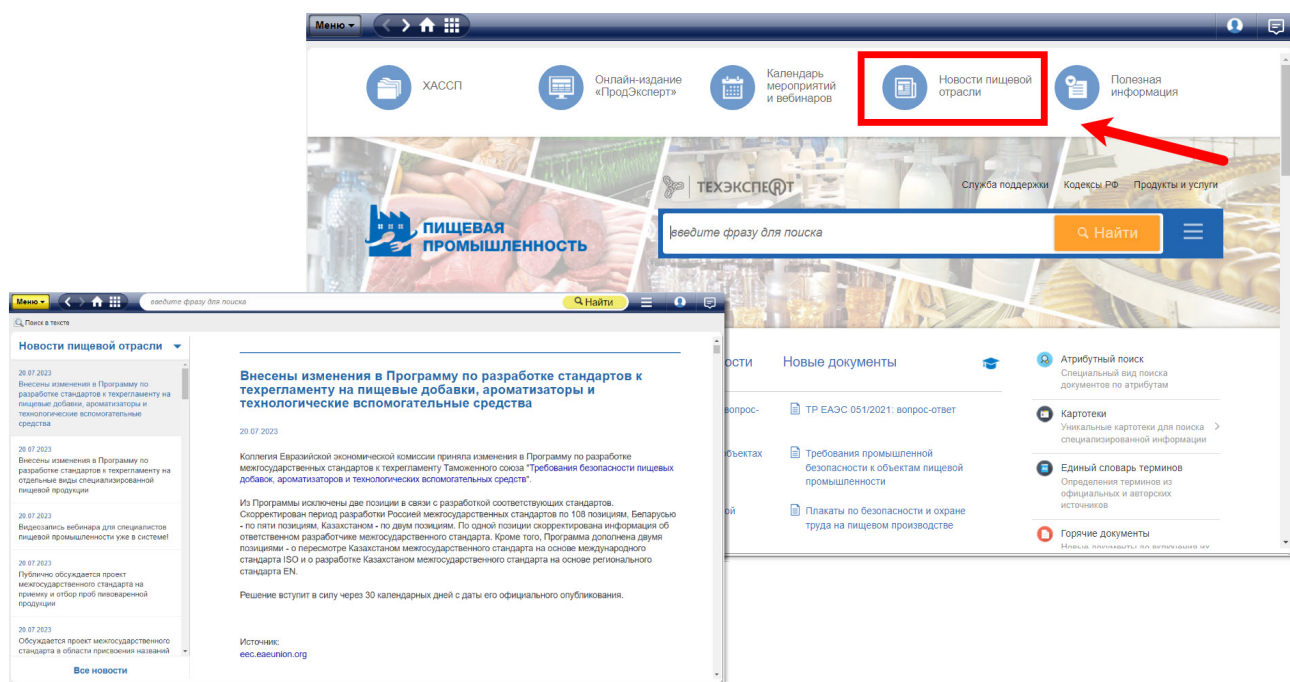 Меню
ХАССП
Онлайн-издание
«ПродЭксперт»
Календарь
мероприятий
и вебинаров
Новости пищевой
отрасли
Полезная
информация
ТЕХЭКСПЕRТ
Служба поддержки
Кодексы РФ
Продукты и услуги
ПИЩЕВАЯ
ПРОМЫШЛЕННОСТЬ
введите фразу для поиска
Найти
Новые документы
ТР ЕАЭС 051/2021: вопрос-ответ
Требования промышленной
безопасности к объектам пищевой
промышленности
Плакаты по безопасности и охране
труда на пищевом производстве
Атрибутный поиск
Специальный вид поиска
документов по атрибутам
Картотеки
Уникальные картотеки для поиска
специализированной информации
Единый словарь терминов
Определения терминов из
официальных и авторских
источников
Горячие документы
Меню
введите фразу для поиска
Найти
Поиск в тексте
Новости пищевой отрасли
20.07.2023
Внесены изменения в Программу по
разработке стандартов к техрегламенту на
пищевые добавки, ароматизаторы и
технологические вспомогательные
средства
20.07.2023
Внесены изменения в Программу по
разработке стандартов к техрегламенту на
отдельные виды специализированной
пищевой продукции
20.07.2023
Видеозапись вебинара для специалистов
пищевой промышленности уже в системе!
20.07.2023
Публично обсуждается проект
межгосударственного стандарта на
приемку и отбор проб пивоваренной
продукции
20.07.2023
Обсуждается проект межгосударственного
стандарта в области присвоения названий
Все новости
Внесены изменения в Программу по разработке стандартов к
техрегламенту на пищевые добавки, ароматизаторы и
технологические вспомогательные средства
20.07.2023
Коллегия Евразийской экономической комиссии приняла изменения в Программу по разработке
межгосударственных стандартов к техрегламенту Таможенного союза "Требования безопасности пищевых
добавок, ароматизаторов и технологических вспомогательных средств".
Из Программы исключены две позиции в связи с разработкой соответствующих стандартов.
Скорректирован период разработки Россией межгосударственных стандартов по 108 позициям, Беларусью
- по пяти позициям, Казахстаном - по двум позициям. По одной позиции скорректирована информация об
ответственном разработчике межгосударственного стандарта. Кроме того, Программа дополнена двумя
позициями - о пересмотре Казахстаном межгосударственного стандарта на основе международного
стандарта ISO и о разработке Казахстаном межгосударственного стандарта на основе регионального
стандарта EN.
Решение вступит в силу через 30 календарных дней с даты его официального опубликования.
Источник:
eec.eaeunion.org